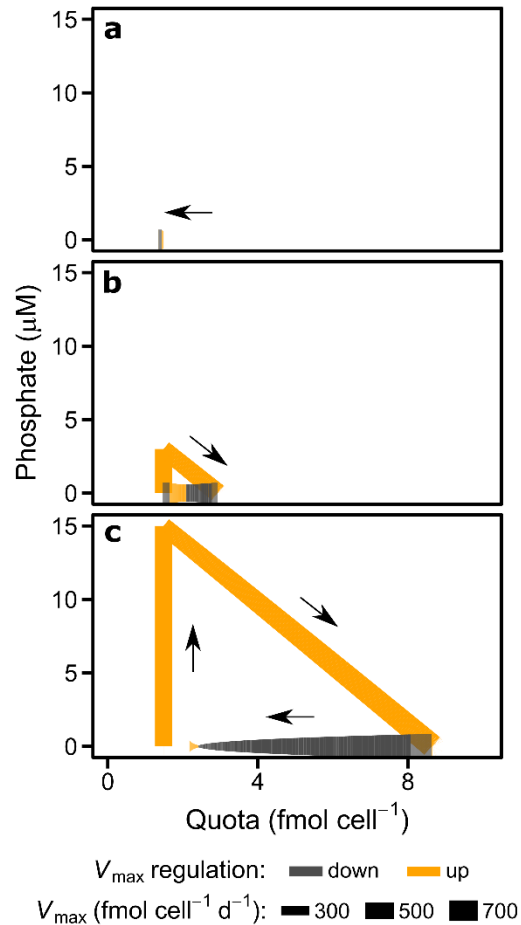 a
15
10
5
0
b
15
10
5
0
Phosphate (μM)
c
15
10
5
0
0 4 8
Quota (fmol cell⁻¹)
Vmax regulation: down up
Vmax (fmol cell⁻¹ d⁻¹): 300 500 700